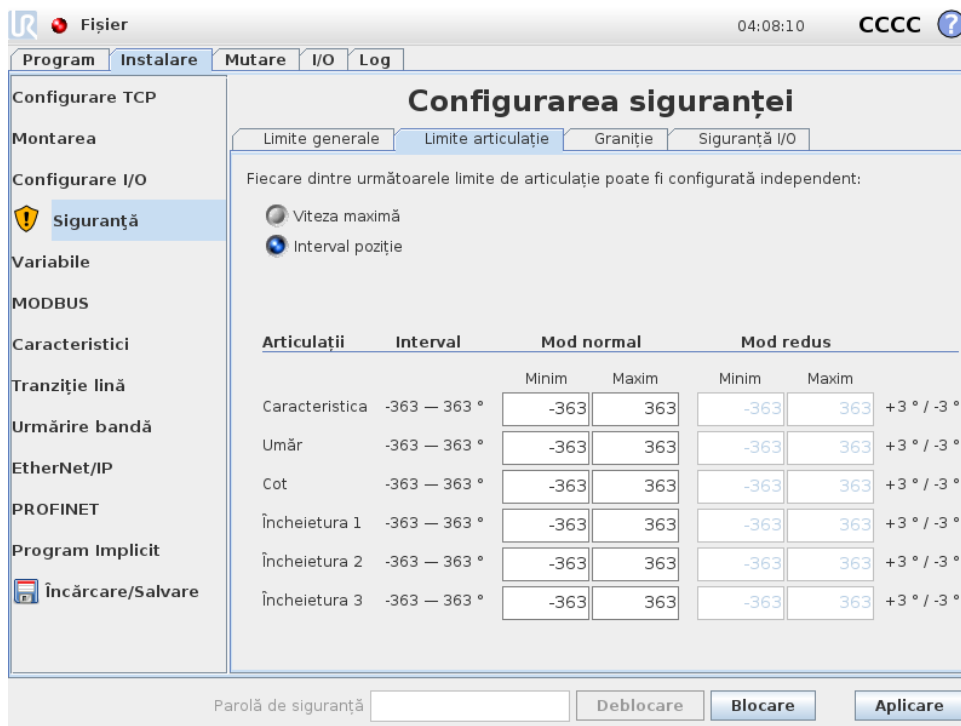 UR Fișier 04:08:10 CCCC ?
Program Instalare Mutare I/O Log
Configurare TCP
Montarea
Configurare I/O
Siguranţă
Variabile
MODBUS
Caracteristici
Tranziție lină
Urmărire bandă
EtherNet/IP
PROFINET
Program Implicit
Încărcare/Salvare
Configurarea siguranței
Limite generale Limite articulație Graniție Siguranță I/O
Fiecare dintre următoarele limite de articulație poate fi configurată independent:
Viteza maximă
Interval poziție
Articulații Interval Mod normal Mod redus
Minim Maxim Minim Maxim
Caracteristica -363 — 363 ° -363 363 -363 363 +3 ° / -3 °
Umăr -363 — 363 ° -363 363 -363 363 +3 ° / -3 °
Cot -363 — 363 ° -363 363 -363 363 +3 ° / -3 °
Încheietura 1 -363 — 363 ° -363 363 -363 363 +3 ° / -3 °
Încheietura 2 -363 — 363 ° -363 363 -363 363 +3 ° / -3 °
Încheietura 3 -363 — 363 ° -363 363 -363 363 +3 ° / -3 °
Parolă de siguranță Deblocare Blocare Aplicare